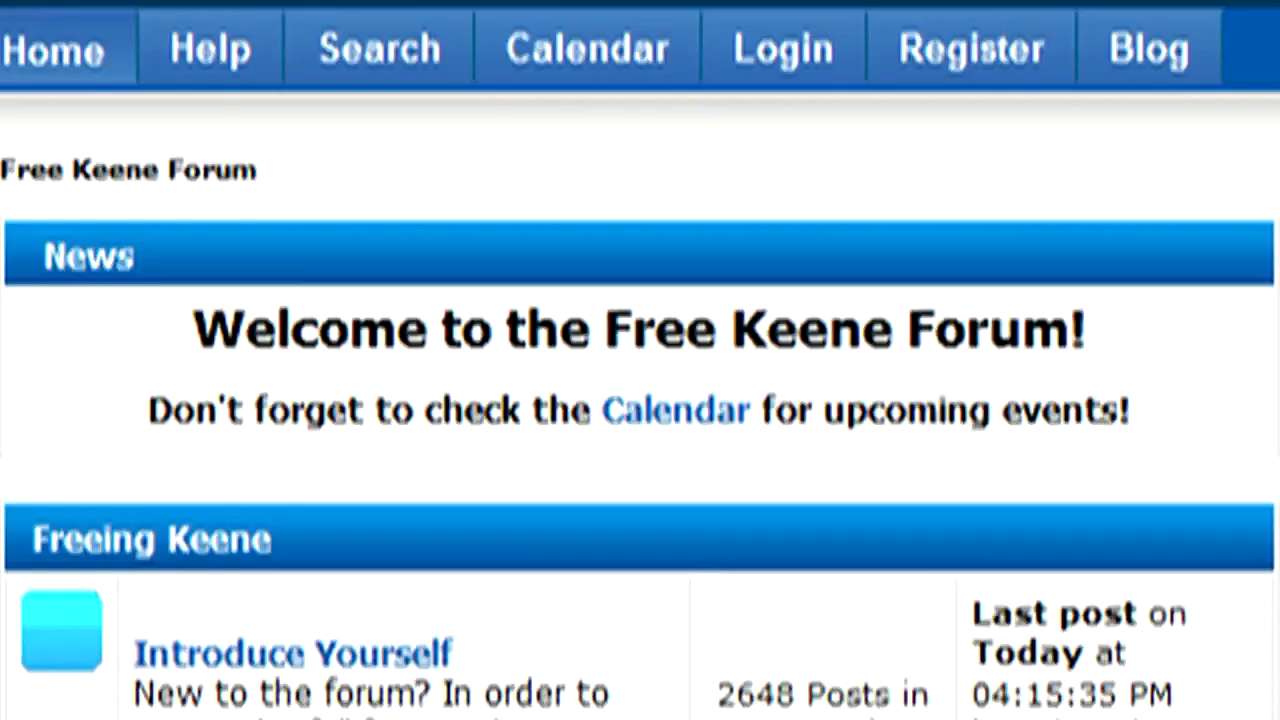 Home Help Search Calendar Login Register Blog
Free Keene Forum
News
Welcome to the Free Keene Forum!
Don't forget to check the Calendar for upcoming events!
Freeing Keene
Introduce Yourself
New to the forum? In order to
2648 Posts in
Last post on
Today at
04:15:35 PM